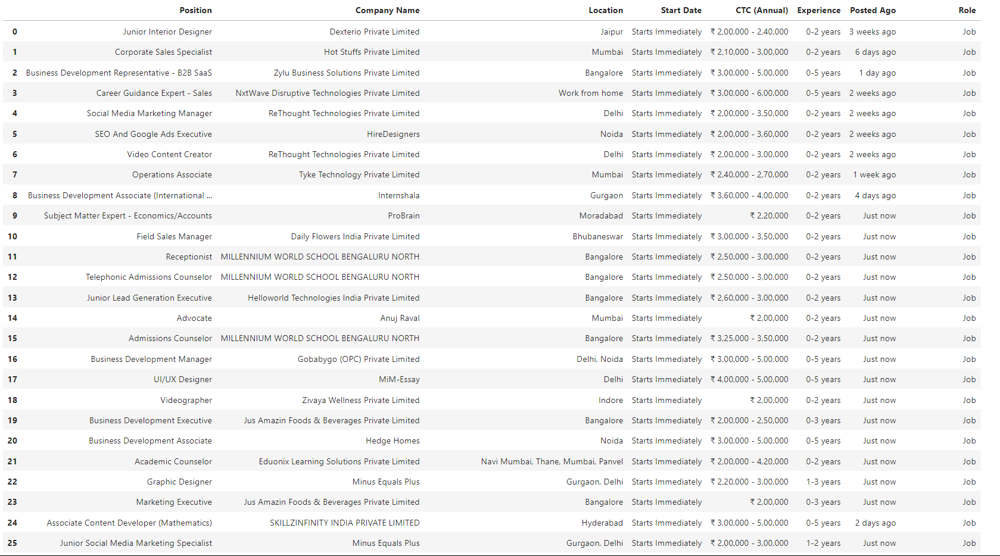 Position Company Name Location Start Date CTC (Annual) Experience Posted Ago Role
0 Junior Interior Designer Dexterio Private Limited Jaipur Starts Immediately ₹ 2,00,000 - 2,40,000 0-2 years 3 weeks ago Job
1 Corporate Sales Specialist Hot Stuffs Private Limited Mumbai Starts Immediately ₹ 2,10,000 - 3,00,000 0-2 years 6 days ago Job
2 Business Development Representative - B2B SaaS Zylu Business Solutions Private Limited Bangalore Starts Immediately ₹ 3,00,000 - 5,00,000 0-5 years 1 day ago Job
3 Career Guidance Expert - Sales NxtWave Disruptive Technologies Private Limited Work from home Starts Immediately ₹ 3,00,000 - 6,00,000 0-5 years 2 weeks ago Job
4 Social Media Marketing Manager ReThought Technologies Private Limited Delhi Starts Immediately ₹ 2,00,000 - 3,50,000 0-2 years 2 weeks ago Job
5 SEO And Google Ads Executive HireDesigners Noida Starts Immediately ₹ 2,00,000 - 3,60,000 0-2 years 2 weeks ago Job
6 Video Content Creator ReThought Technologies Private Limited Delhi Starts Immediately ₹ 2,00,000 - 3,00,000 0-2 years 2 weeks ago Job
7 Operations Associate Tyke Technology Private Limited Mumbai Starts Immediately ₹ 2,40,000 - 2,70,000 0-2 years 1 week ago Job
8 Business Development Associate (International ... Internshala Gurgaon Starts Immediately ₹ 3,60,000 - 4,00,000 0-2 years 4 days ago Job
9 Subject Matter Expert - Economics/Accounts ProBrain Moradabad Starts Immediately ₹ 2,20,000 0-2 years Just now Job
10 Field Sales Manager Daily Flowers India Private Limited Bhubaneswar Starts Immediately ₹ 3,00,000 - 3,50,000 0-2 years Just now Job
11 Receptionist MILLENNIUM WORLD SCHOOL BENGALURU NORTH Bangalore Starts Immediately ₹ 2,50,000 - 3,00,000 0-2 years Just now Job
12 Telephonic Admissions Counselor MILLENNIUM WORLD SCHOOL BENGALURU NORTH Bangalore Starts Immediately ₹ 2,50,000 - 3,00,000 0-2 years Just now Job
13 Junior Lead Generation Executive Helloworld Technologies India Private Limited Bangalore Starts Immediately ₹ 2,60,000 - 3,00,000 0-2 years Just now Job
14 Advocate Anuj Raval Mumbai Starts Immediately ₹ 2,00,000 0-2 years Just now Job
15 Admissions Counselor MILLENNIUM WORLD SCHOOL BENGALURU NORTH Bangalore Starts Immediately ₹ 3,25,000 - 3,50,000 0-2 years Just now Job
16 Business Development Manager Gobabygo (OPC) Private Limited Delhi, Noida Starts Immediately ₹ 3,00,000 - 5,00,000 0-5 years Just now Job
17 UI/UX Designer MiM-Essay Delhi Starts Immediately ₹ 4,00,000 - 5,00,000 0-5 years Just now Job
18 Videographer Zivaya Wellness Private Limited Indore Starts Immediately ₹ 2,00,000 0-2 years Just now Job
19 Business Development Executive Jus Amazin Foods & Beverages Private Limited Bangalore Starts Immediately ₹ 2,00,000 - 2,50,000 0-3 years Just now Job
20 Business Development Associate Hedge Homes Noida Starts Immediately ₹ 3,00,000 - 5,00,000 0-5 years Just now Job
21 Academic Counselor Eduonix Learning Solutions Private Limited Navi Mumbai, Thane, Mumbai, Panvel Starts Immediately ₹ 2,00,000 - 4,20,000 0-2 years Just now Job
22 Graphic Designer Minus Equals Plus Gurgaon, Delhi Starts Immediately ₹ 2,20,000 - 3,00,000 1-3 years Just now Job
23 Marketing Executive Jus Amazin Foods & Beverages Private Limited Bangalore Starts Immediately ₹ 2,00,000 0-3 years Just now Job
24 Associate Content Developer (Mathematics) SKILLZINFINITY INDIA PRIVATE LIMITED Hyderabad Starts Immediately ₹ 3,00,000 - 5,00,000 0-5 years 2 days ago Job
25 Junior Social Media Marketing Specialist Minus Equals Plus Gurgaon, Delhi Starts Immediately ₹ 2,00,000 - 3,00,000 1-2 years Just now Job